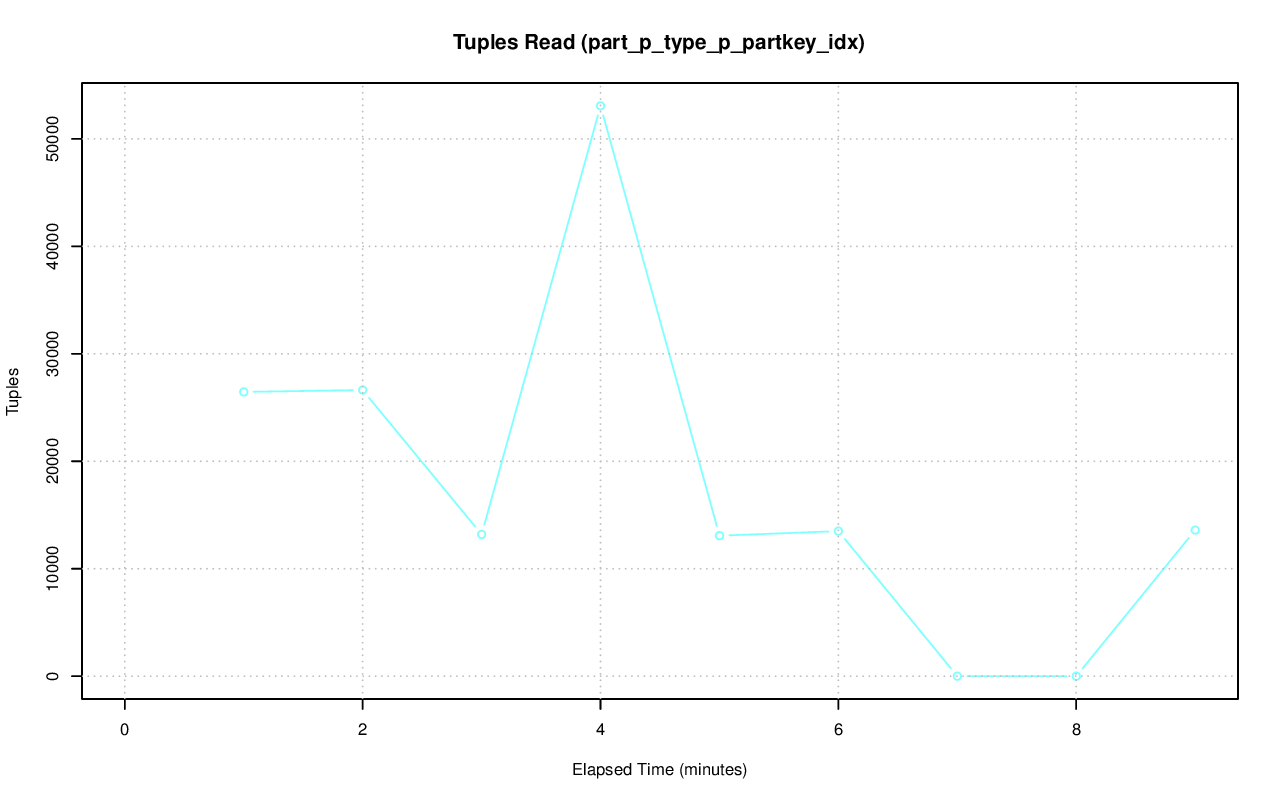 Tuples Read (part_p_type_p_partkey_idx)
50000
40000
30000
20000
10000
0
Tuples
0 2 4 6 8
Elapsed Time (minutes)